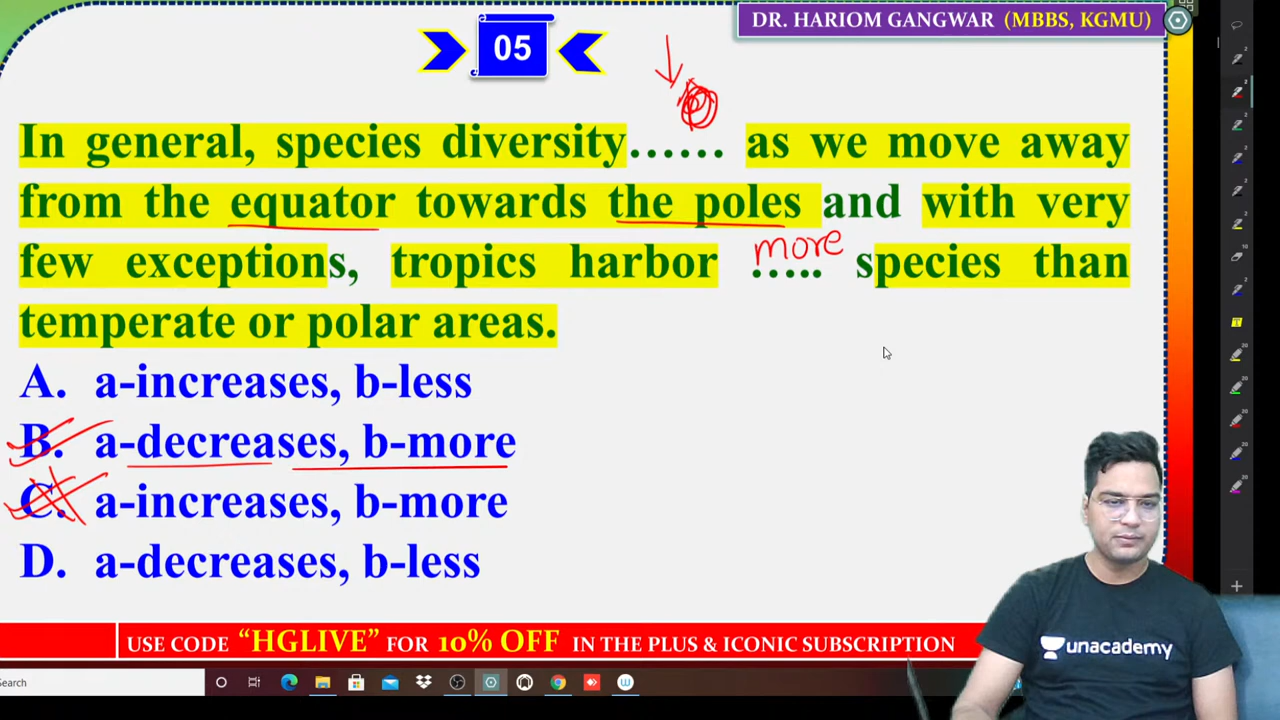 DR. HARIOM GANGWAR (MBBS, KGMU)
05
In general, species diversity…… as we move away
from the equator towards the poles and with very
more
few exceptions, tropics harbor ….. species than
temperate or polar areas.
A. a-increases, b-less
B. a-decreases, b-more
C. a-increases, b-more
D. a-decreases, b-less
unacademy
USE CODE “HGLIVE” FOR 10% OFF IN THE PLUS & ICONIC SUBSCRIPTION
Search